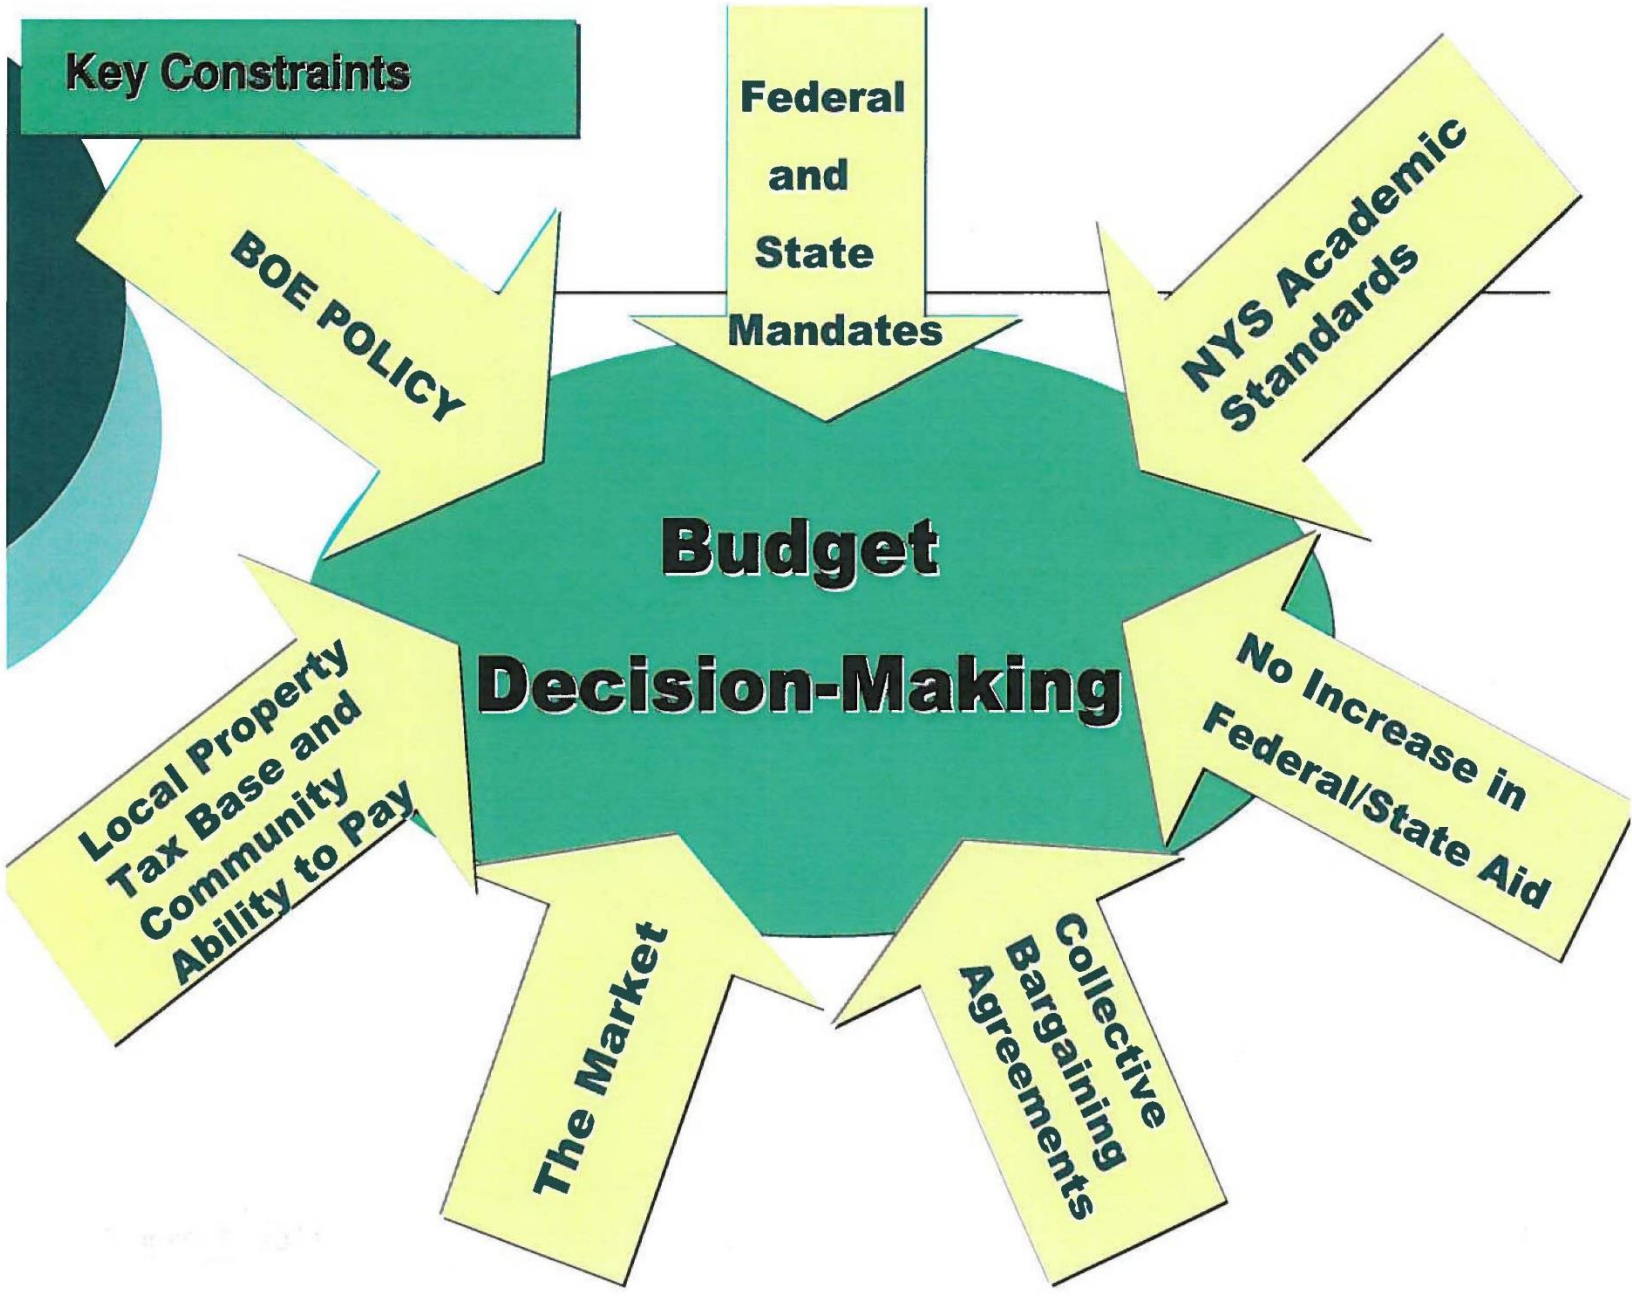 Key Constraints
Federal
and
State
Mandates
BOE POLICY
NYS Academic
Standards
Budget
Decision-Making
No Increase in
Federal/State Aid
Local Property
Tax Base and
Community
Ability to Pay
The Market
Collective
Bargaining
Agreements